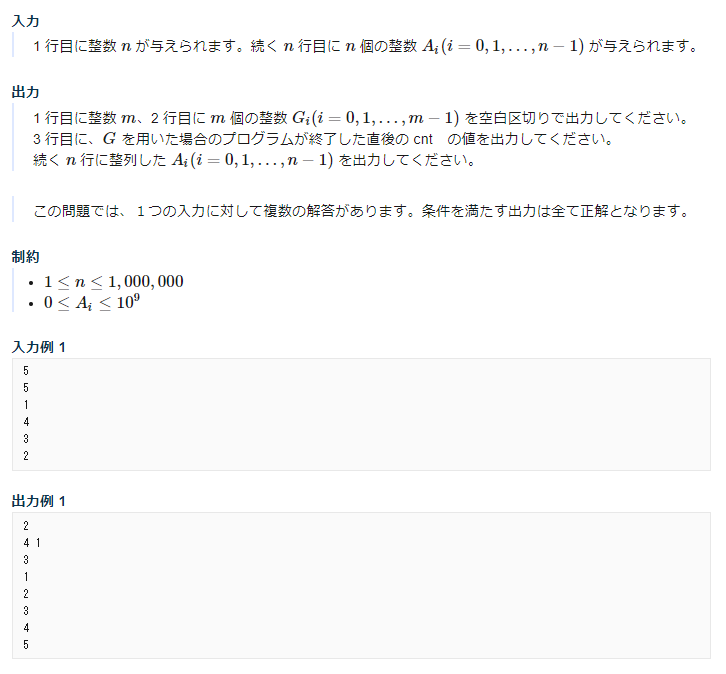 入力
1 行目に整数 n が与えられます。続く n 行目に n 個の整数 A_i(i = 0, 1, . . . , n − 1) が与えられます。
出力
1 行目に整数 m、2 行目に m 個の整数 G_i(i = 0, 1, . . . , m − 1) を空白区切りで出力してください。
3 行目に、G を用いた場合のプログラムが終了した直後の cnt　の値を出力してください。
続く n 行に整列した A_i(i = 0, 1, . . . , n − 1) を出力してください。
この問題では、１つの入力に対して複数の解答があります。条件を満たす出力は全て正解となります。
制約
• 1 ≤ n ≤ 1, 000, 000
• 0 ≤ A_i ≤ 10^9
入力例 1
5
5
1
4
3
2
出力例 1
2
4 1
3
1
2
3
4
5